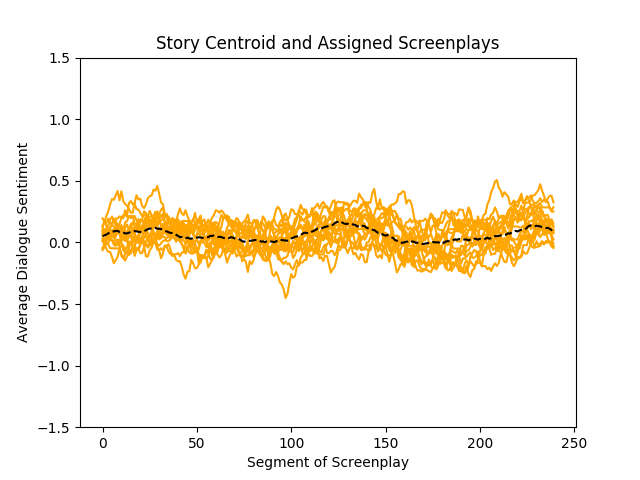 Story Centroid and Assigned Screenplays
1.5
1.0
0.5
0.0
−0.5
−1.0
−1.5
Average Dialogue Sentiment
0 50 100 150 200 250
Segment of Screenplay